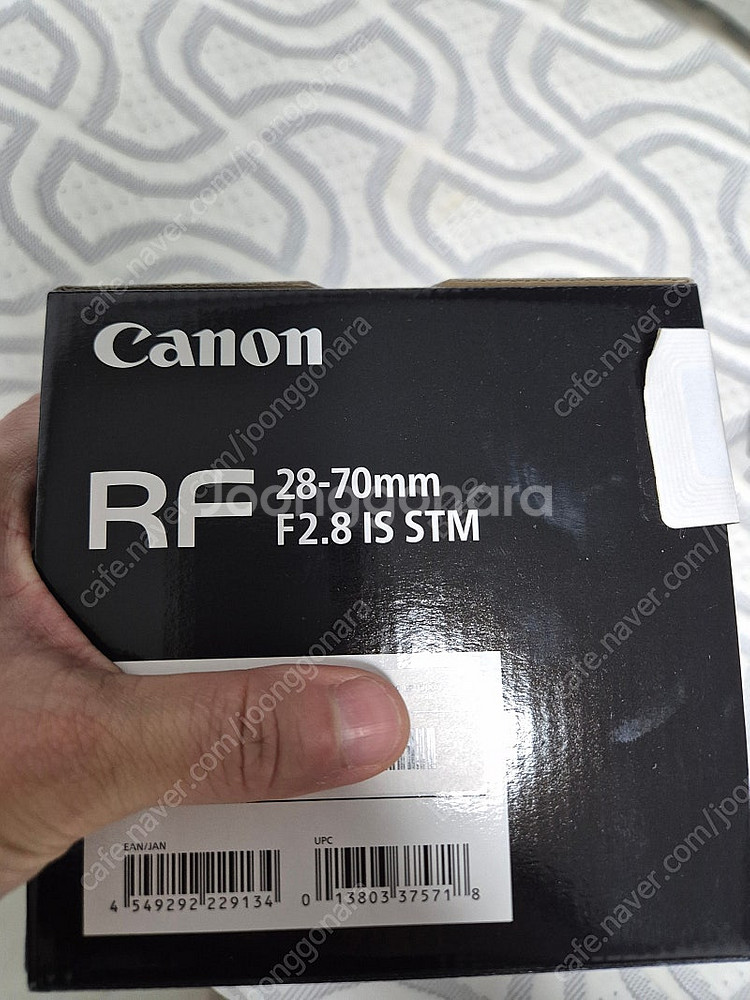 Canon
RF 28-70mm
F2.8 IS STM
Joonggonara
EAN/JAN
UPC
4 549292 229134
0 13803 37571 8
cafe.naver.com/joonggonara